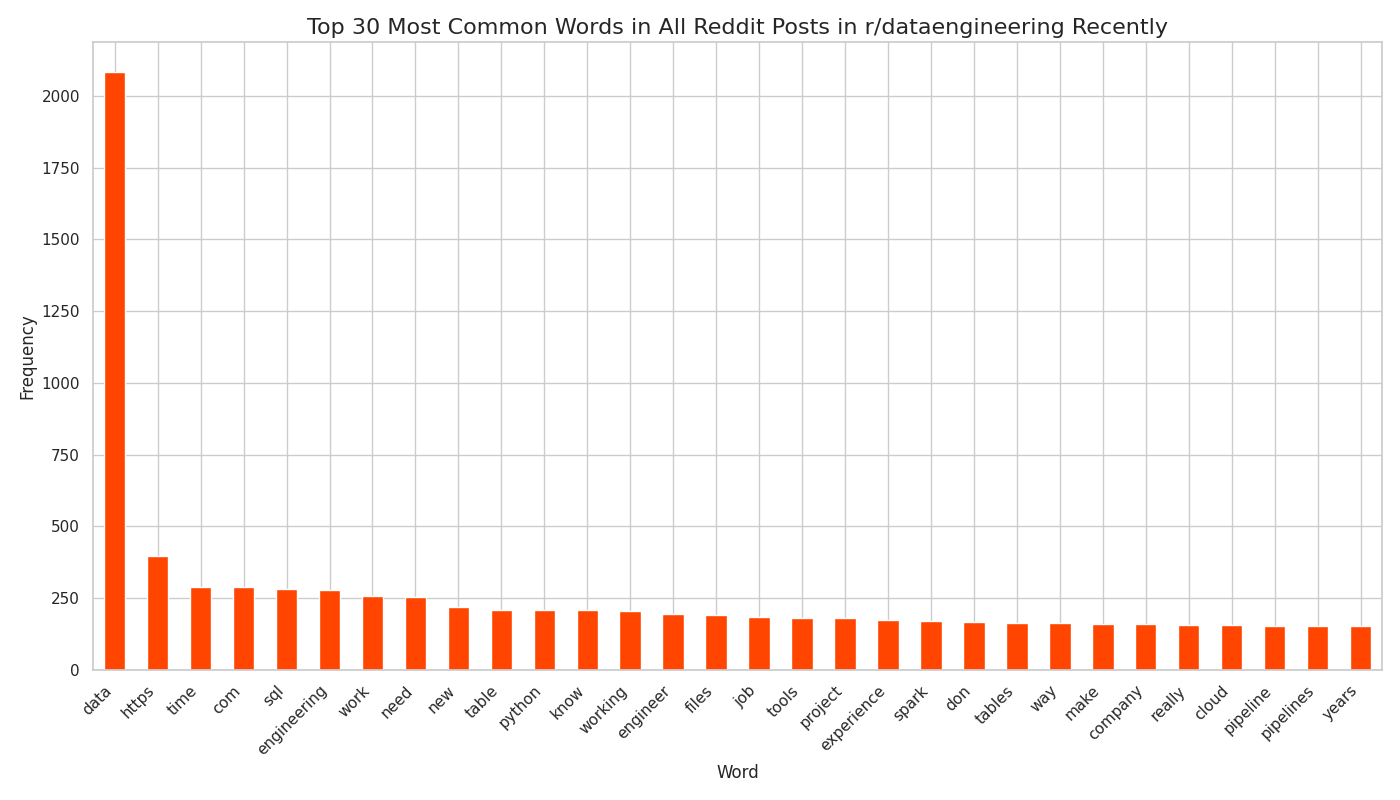 Top 30 Most Common Words in All Reddit Posts in r/dataengineering Recently
Frequency
2000
1750
1500
1250
1000
750
500
250
0
data
https
time
com
sql
engineering
work
need
new
table
python
know
working
engineer
files
job
tools
project
experience
spark
don
tables
way
make
company
really
cloud
pipeline
pipelines
years
Word